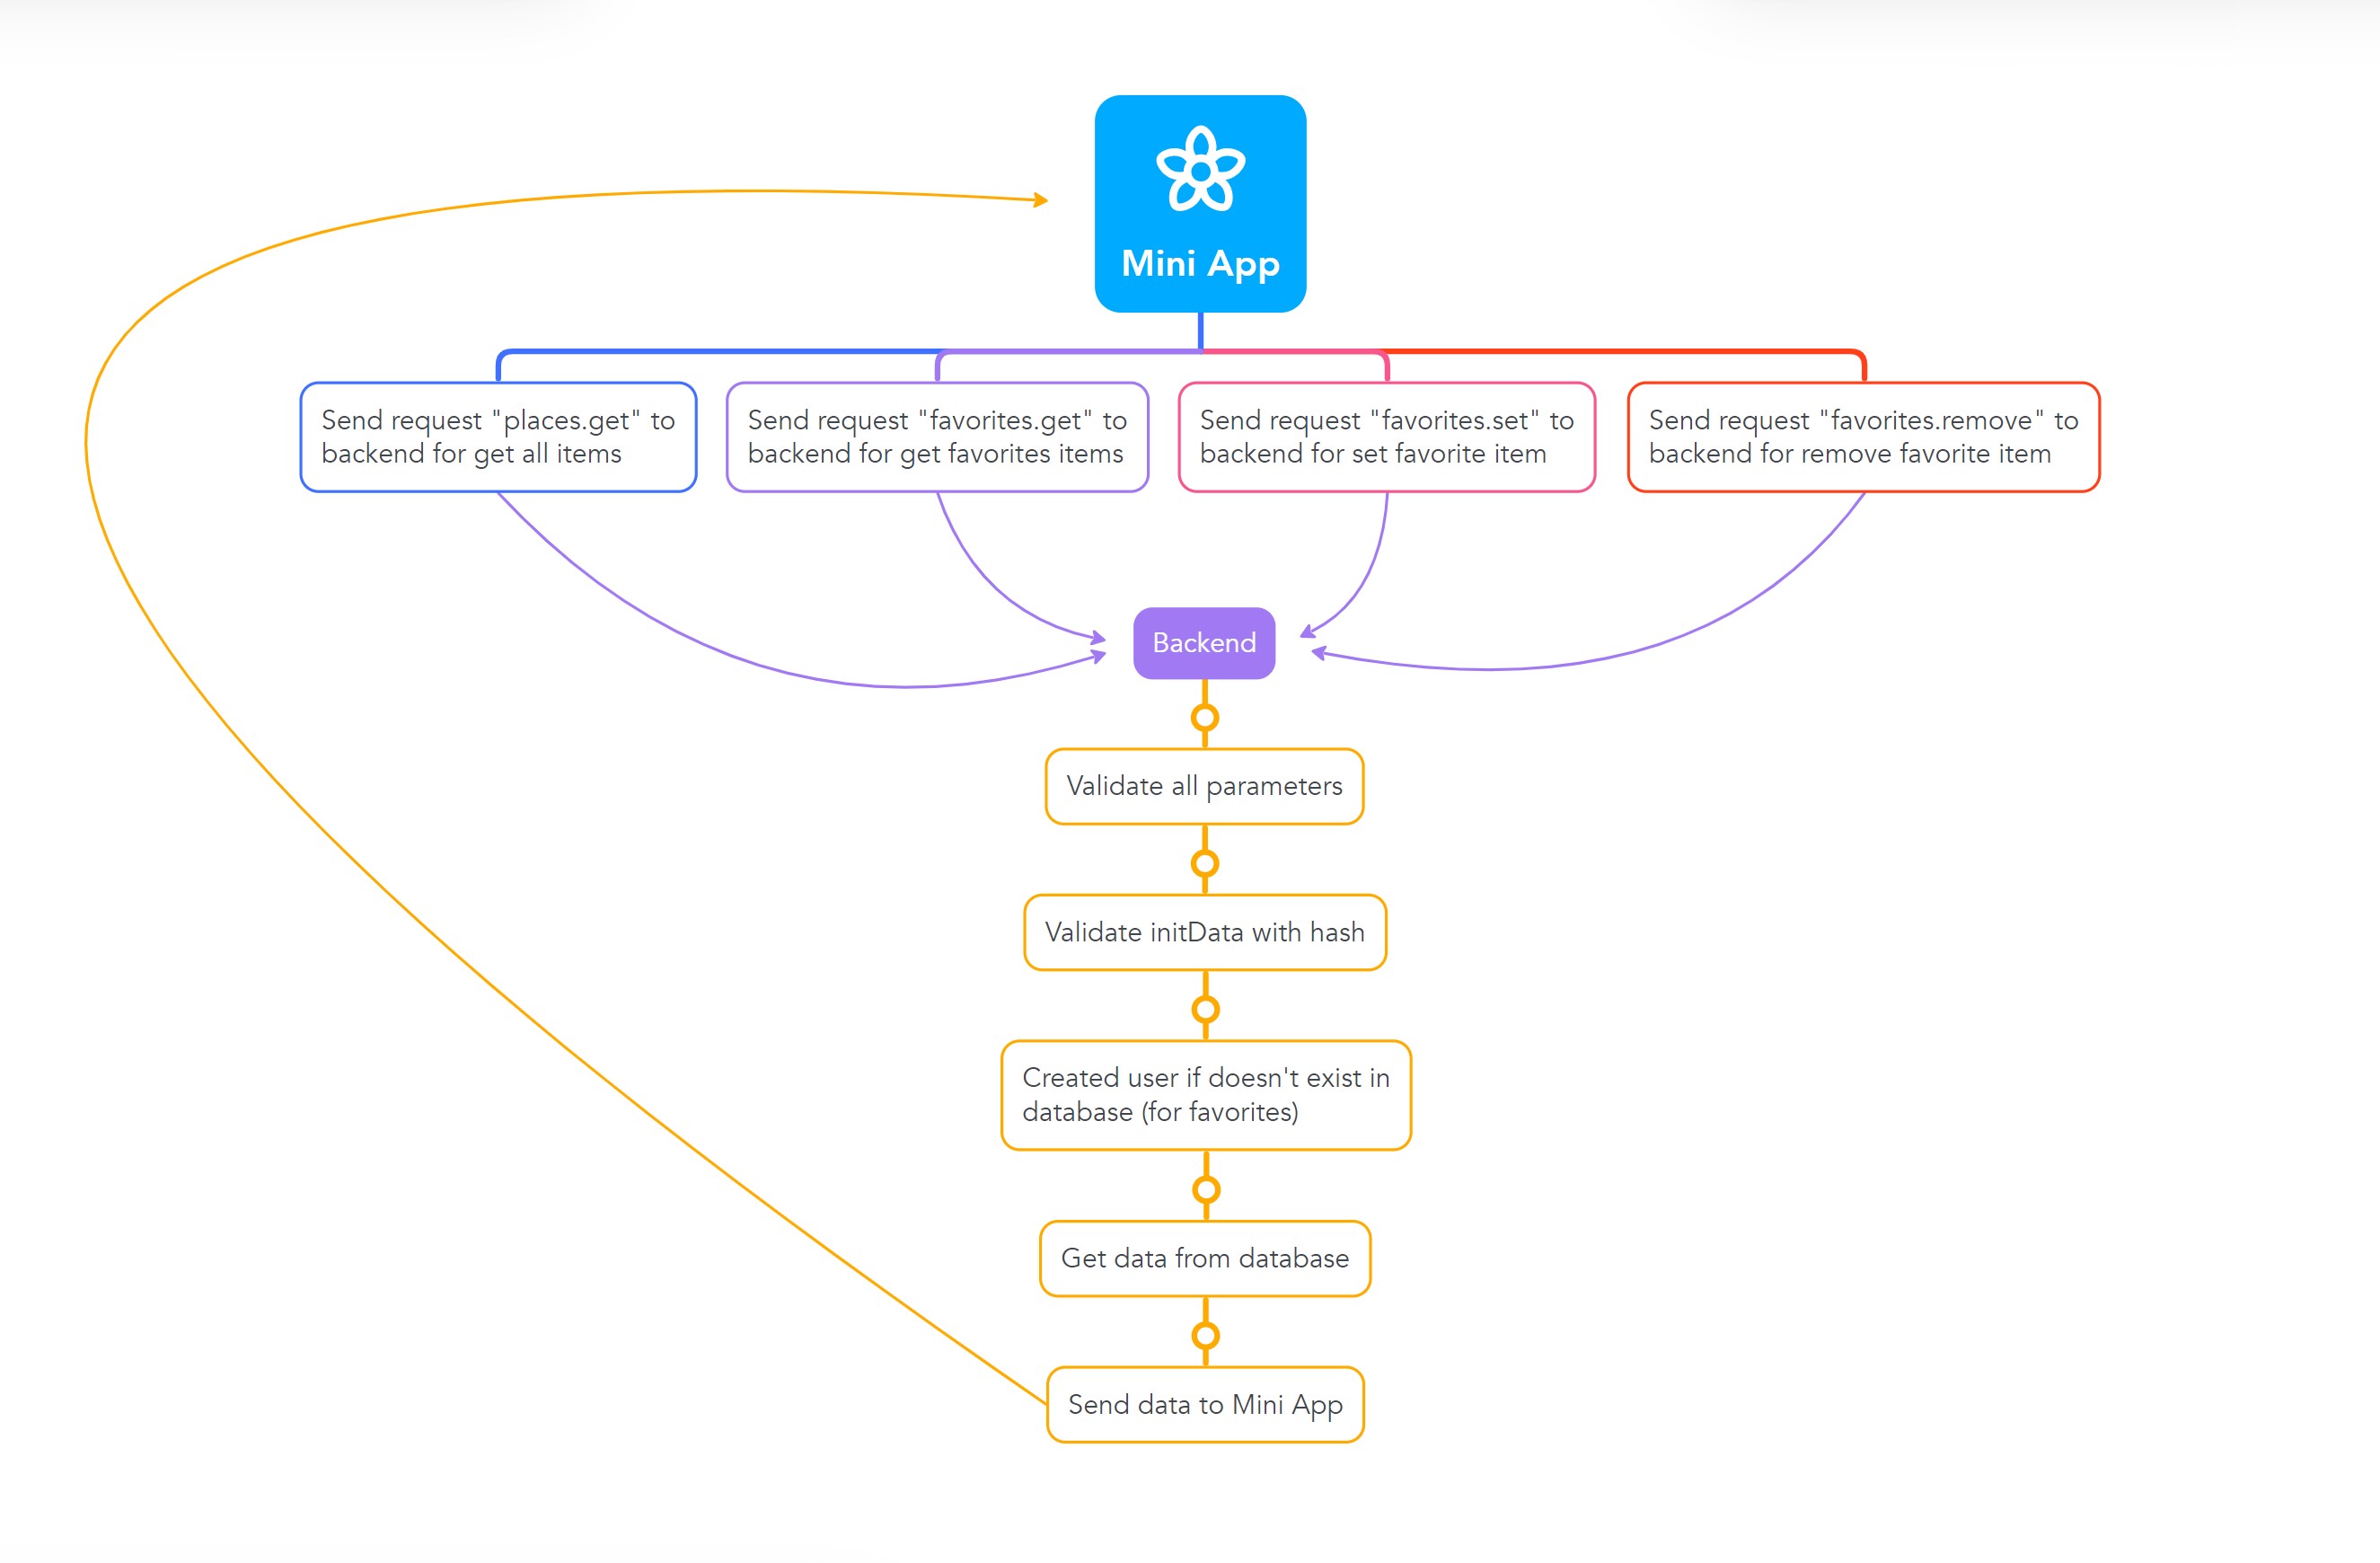 Mini App
Send request "places.get" to
backend for get all items
Send request "favorites.get" to
backend for get favorites items
Send request "favorites.set" to
backend for set favorite item
Send request "favorites.remove" to
backend for remove favorite item
Backend
Validate all parameters
Validate initData with hash
Created user if doesn't exist in
database (for favorites)
Get data from database
Send data to Mini App